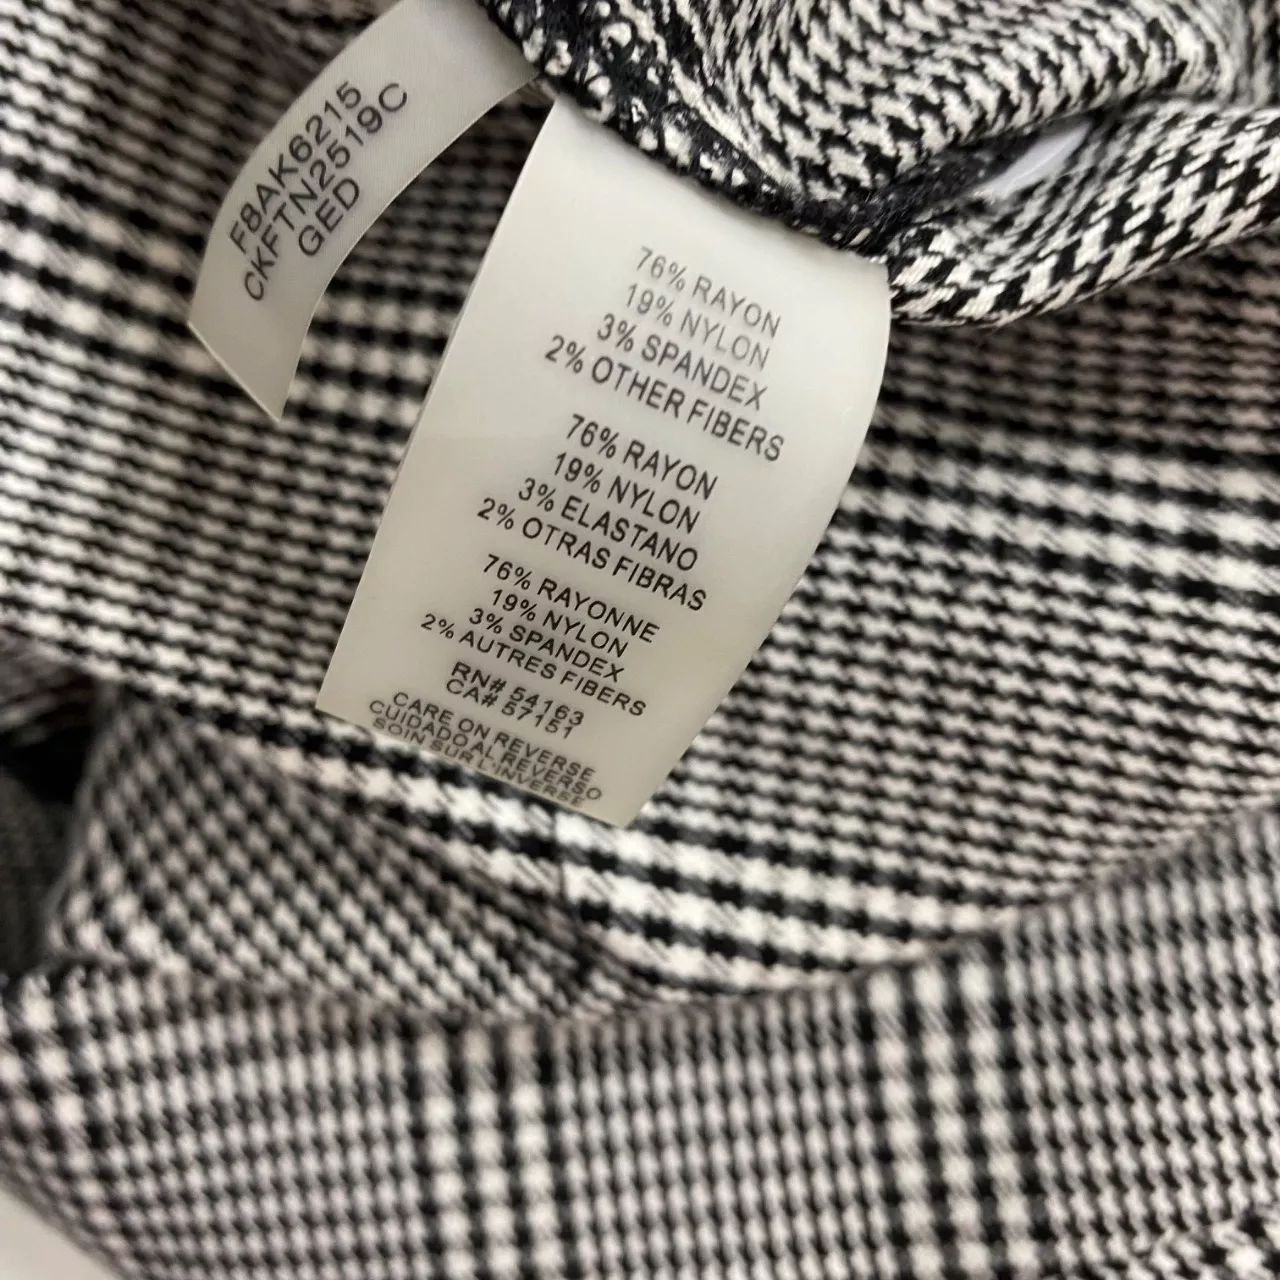 F8AK6215
CKFTN2519C
GED
76% RAYON
19% NYLON
3% SPANDEX
2% OTHER FIBERS
76% RAYON
19% NYLON
3% ELASTANO
2% OTRAS FIBRAS
76% RAYONNE
19% NYLON
3% SPANDEX
2% AUTRES FIBERS
RN# 54163
CA# 57151
CARE ON REVERSE
CUIDADO AL REVERSO
SOIN SUR L'INVERSE